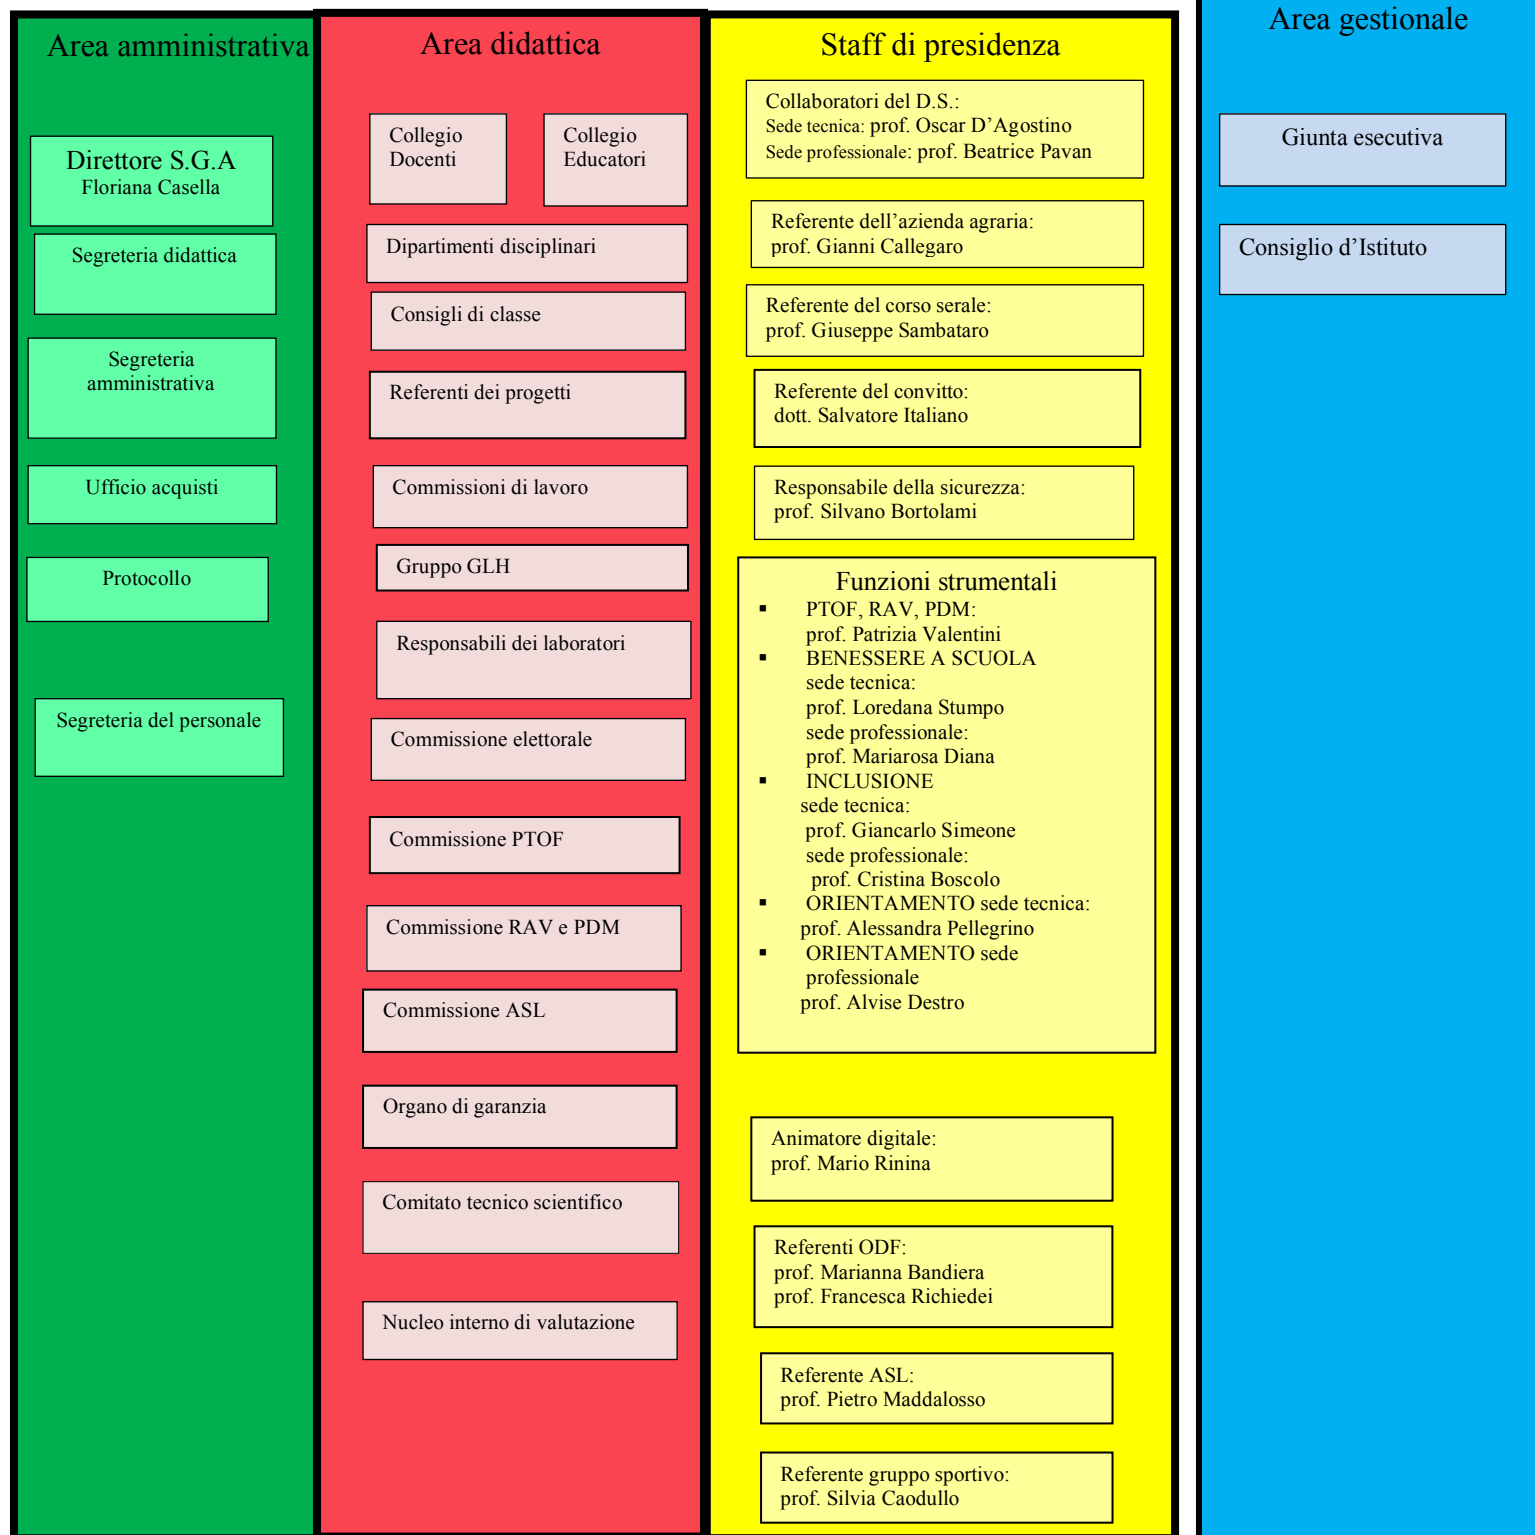 Area amministrativa
Direttore S.G.A
Floriana Casella
Segreteria didattica
Segreteria
amministrativa
Ufficio acquisti
Protocollo
Segreteria del personale
Area didattica
Collegio
Docenti
Collegio
Educatori
Dipartimenti disciplinari
Consigli di classe
Referenti dei progetti
Commissioni di lavoro
Gruppo GLH
Responsabili dei laboratori
Commissione elettorale
Commissione PTOF
Commissione RAV e PDM
Commissione ASL
Organo di garanzia
Comitato tecnico scientifico
Nucleo interno di valutazione
Staff di presidenza
Collaboratori del D.S.:
Sede tecnica: prof. Oscar D’Agostino
Sede professionale: prof. Beatrice Pavan
Referente dell’azienda agraria:
prof. Gianni Callegaro
Referente del corso serale:
prof. Giuseppe Sambataro
Referente del convitto:
dott. Salvatore Italiano
Responsabile della sicurezza:
prof. Silvano Bortolami
Funzioni strumentali
▪ PTOF, RAV, PDM:
prof. Patrizia Valentini
▪ BENESSERE A SCUOLA
sede tecnica:
prof. Loredana Stumpo
sede professionale:
prof. Mariarosa Diana
▪ INCLUSIONE
sede tecnica:
prof. Giancarlo Simeone
sede professionale:
prof. Cristina Boscolo
▪ ORIENTAMENTO sede tecnica:
prof. Alessandra Pellegrino
▪ ORIENTAMENTO sede
professionale
prof. Alvise Destro
Animatore digitale:
prof. Mario Rinina
Referenti ODF:
prof. Marianna Bandiera
prof. Francesca Richiedei
Referente ASL:
prof. Pietro Maddalosso
Referente gruppo sportivo:
prof. Silvia Caodullo
Area gestionale
Giunta esecutiva
Consiglio d’Istituto